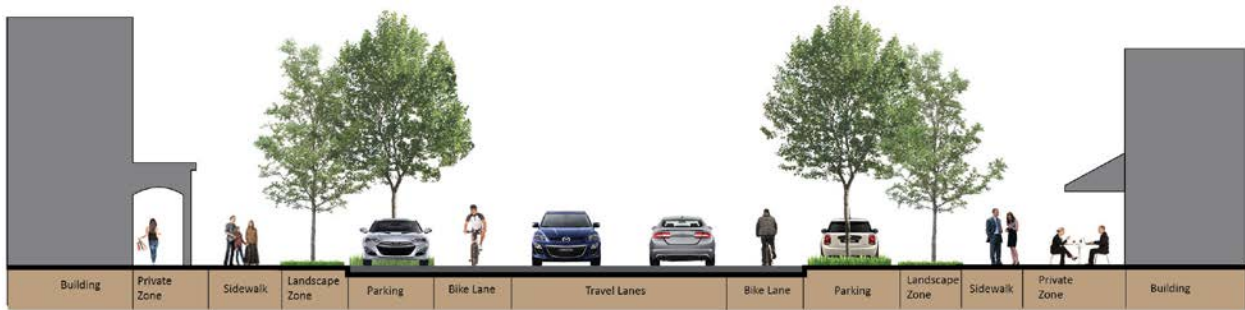 Building
Private
Zone
Sidewalk
Landscape
Zone
Parking
Bike Lane
Travel Lanes
Bike Lane
Parking
Landscape
Zone
Sidewalk
Private
Zone
Building